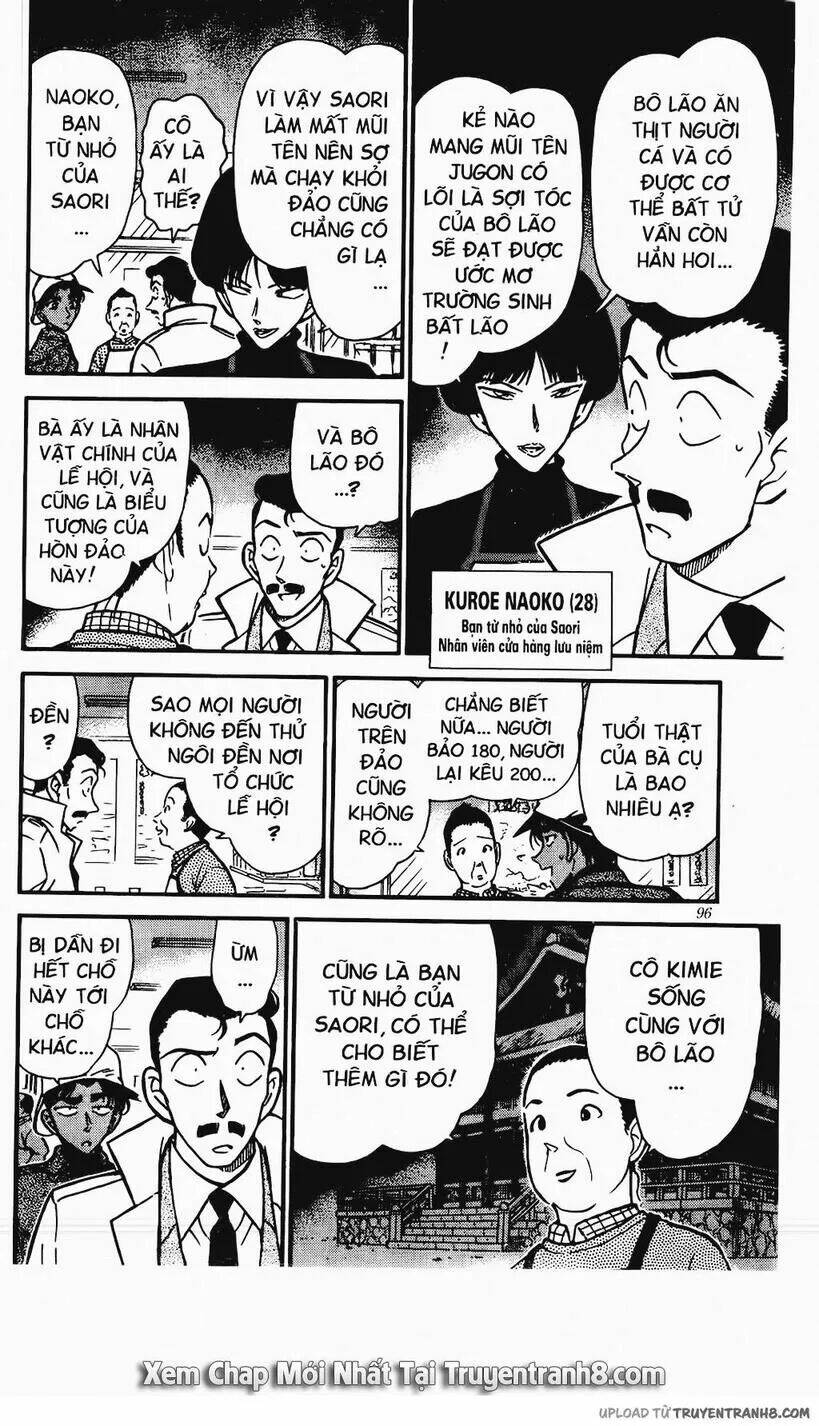 BÔ LÃO ĂN
THỊT NGƯỜI
CÁ VÀ CÓ
ĐƯỢC CƠ
THỂ BẤT TỬ
VẪN CÒN
HẲN HOI...
KẺ NÀO
MANG MŨI TÊN
JUGON CÓ
LÕI LÀ SỢI TÓC
CỦA BÔ LÃO
SẼ ĐẠT ĐƯỢC
ƯỚC MƠ
TRƯỜNG SINH
BẤT LÃO
!
KUROE NAOKO (28)
Bạn từ nhỏ của Saori
Nhân viên cửa hàng lưu niệm
VÌ VẬY SAORI
LÀM MẤT MŨI
TÊN NÊN SỢ
MÀ CHẠY KHỎI
ĐẢO CŨNG
CHẲNG CÓ
GÌ LẠ
...
CÔ
ẤY LÀ
AI
THẾ?
NAOKO,
BẠN
TỪ NHỎ
CỦA
SAORI
...
VÀ BÔ
LÃO ĐÓ
...?
BÀ ẤY LÀ NHÂN
VẬT CHÍNH CỦA
LỄ HỘI, VÀ
CŨNG LÀ BIỂU
TƯỢNG CỦA
HÒN ĐẢO
NÀY!
TUỔI THẬT
CỦA BÀ CỤ
LÀ BAO
NHIÊU Ạ?
CHẲNG BIẾT
NỮA... NGƯỜI
BẢO 180, NGƯỜI
LẠI KÊU 200...
NGƯỜI
TRÊN
ĐẢO
CŨNG
KHÔNG
RÕ...
SAO MỌI NGƯỜI
KHÔNG ĐẾN THỬ
NGÔI ĐỀN NƠI
TỔ CHỨC
LỄ HỘI
?
ĐỀN
?
96
CÔ KIMIE
SỐNG
CÙNG VỚI
BÔ LÃO
...
CŨNG LÀ BẠN
TỪ NHỎ CỦA
SAORI, CÓ THỂ
CHO BIẾT
THÊM GÌ ĐÓ!
ỪM
...
BỊ DẪN ĐI
HẾT CHỖ
NÀY TỚI
CHỖ
KHÁC...
Xem Chap Mới Nhất Tại Truyentranh8.com
UPLOAD TỪ TRUYENTRANH8.COM